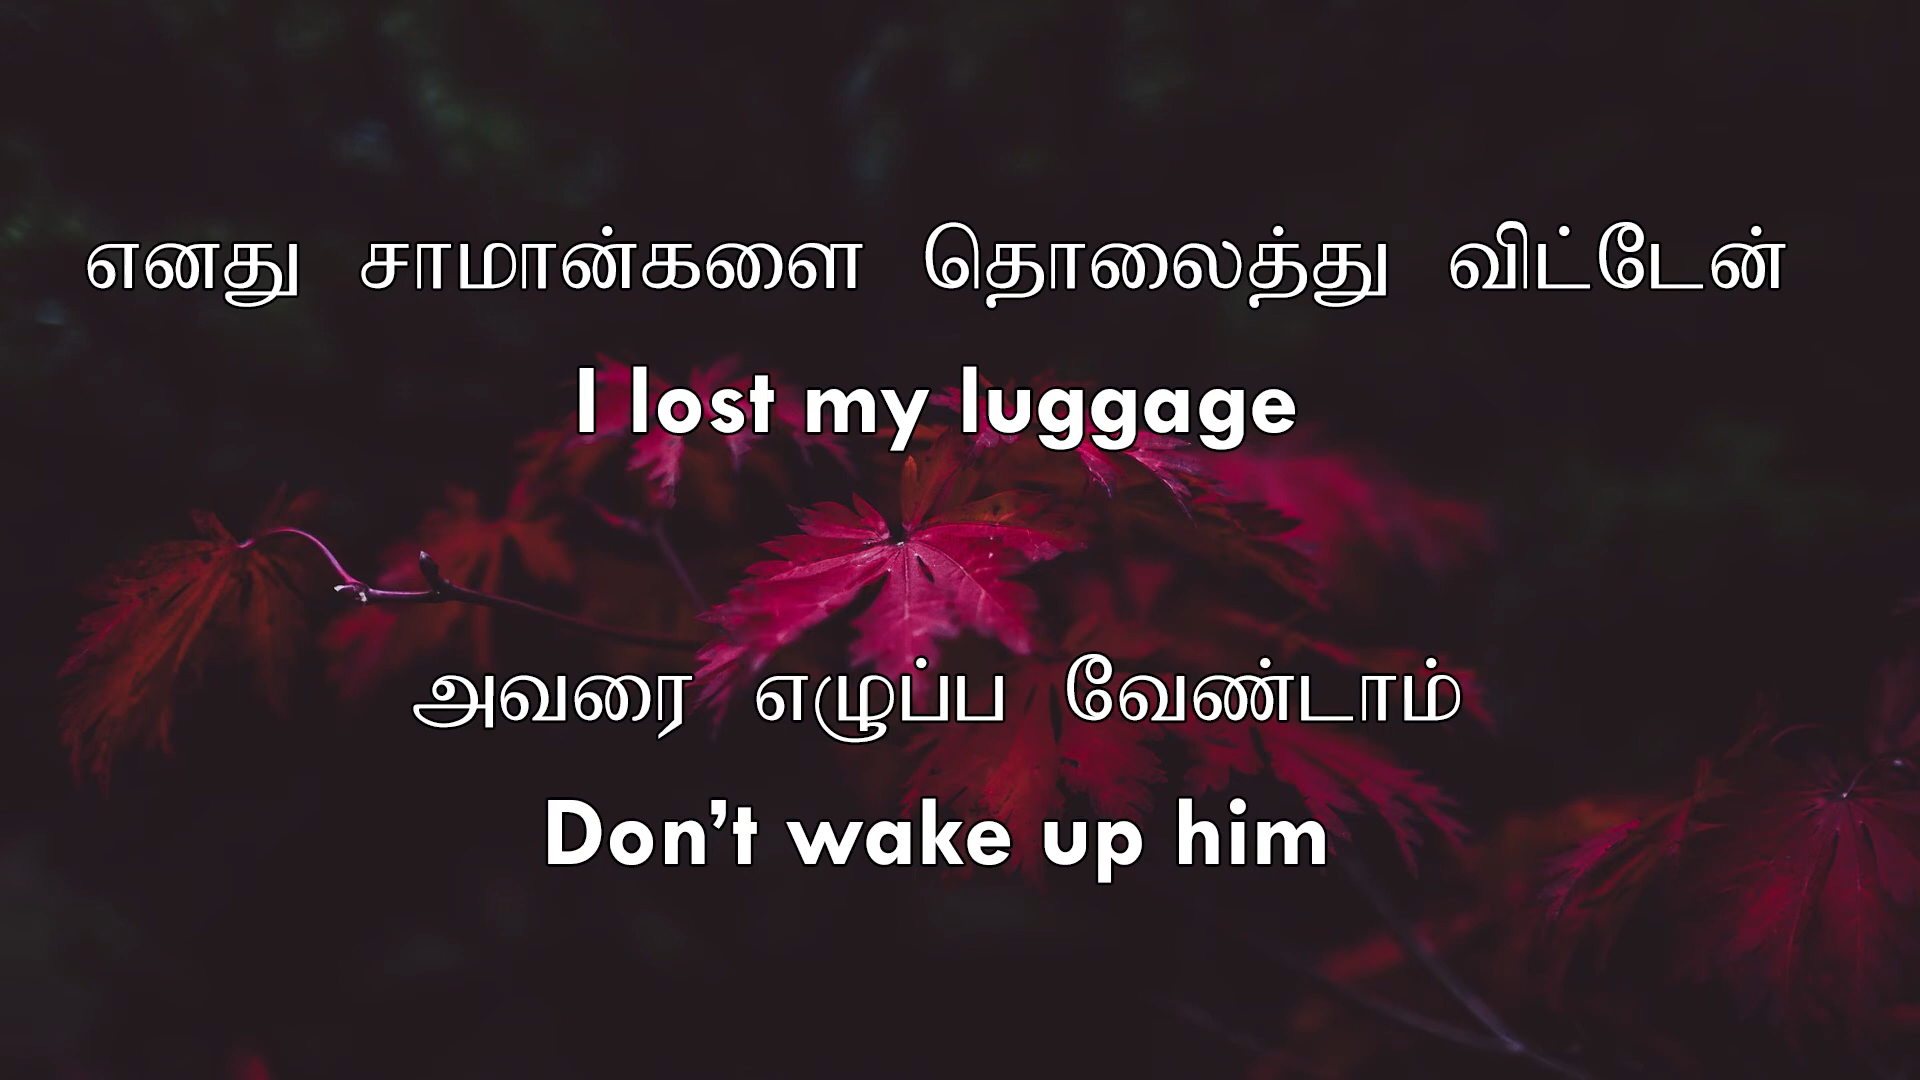 எனது சாமான்களை தொலைத்து விட்டேன்
I lost my luggage
அவரை எழுப்ப வேண்டாம்
Don’t wake up him